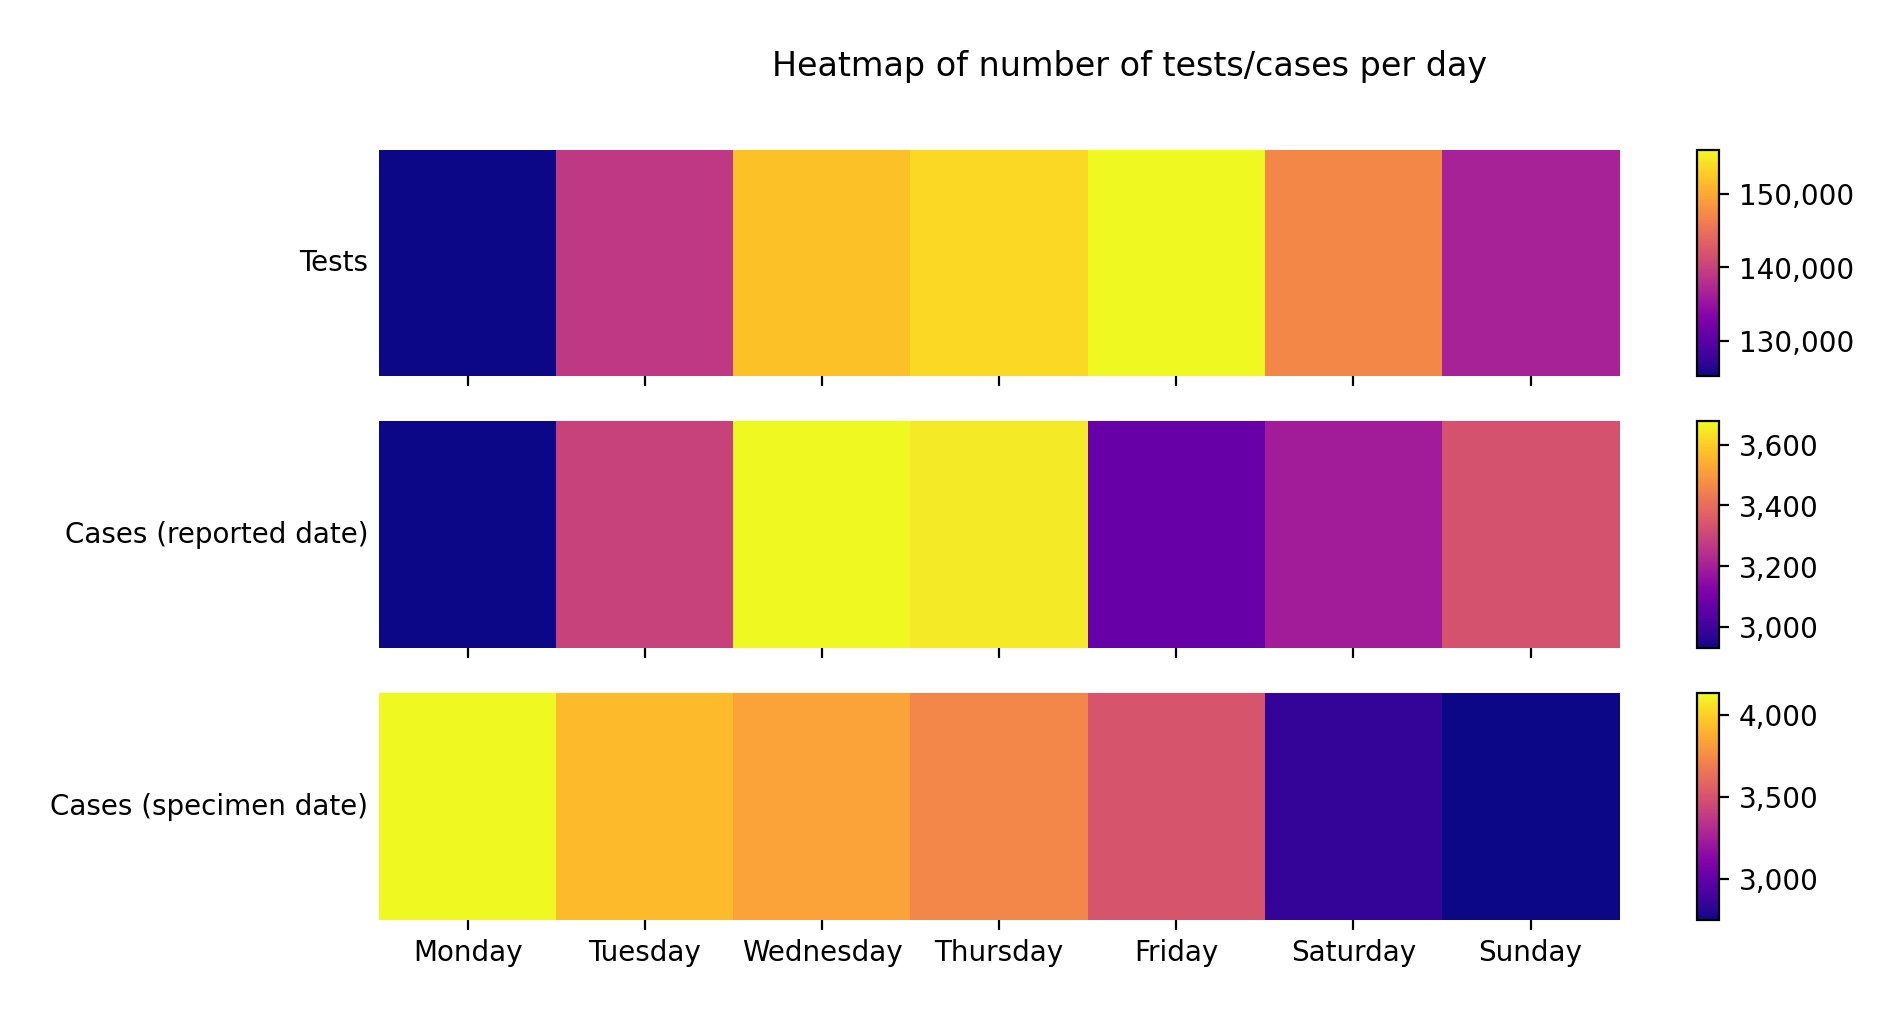 Heatmap of number of tests/cases per day
Tests
150,000
140,000
130,000
Cases (reported date)
3,600
3,400
3,200
3,000
Cases (specimen date)
4,000
3,500
3,000
Monday Tuesday Wednesday Thursday Friday Saturday Sunday